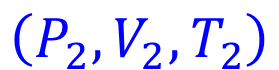 (P₂, V₂, T₂)